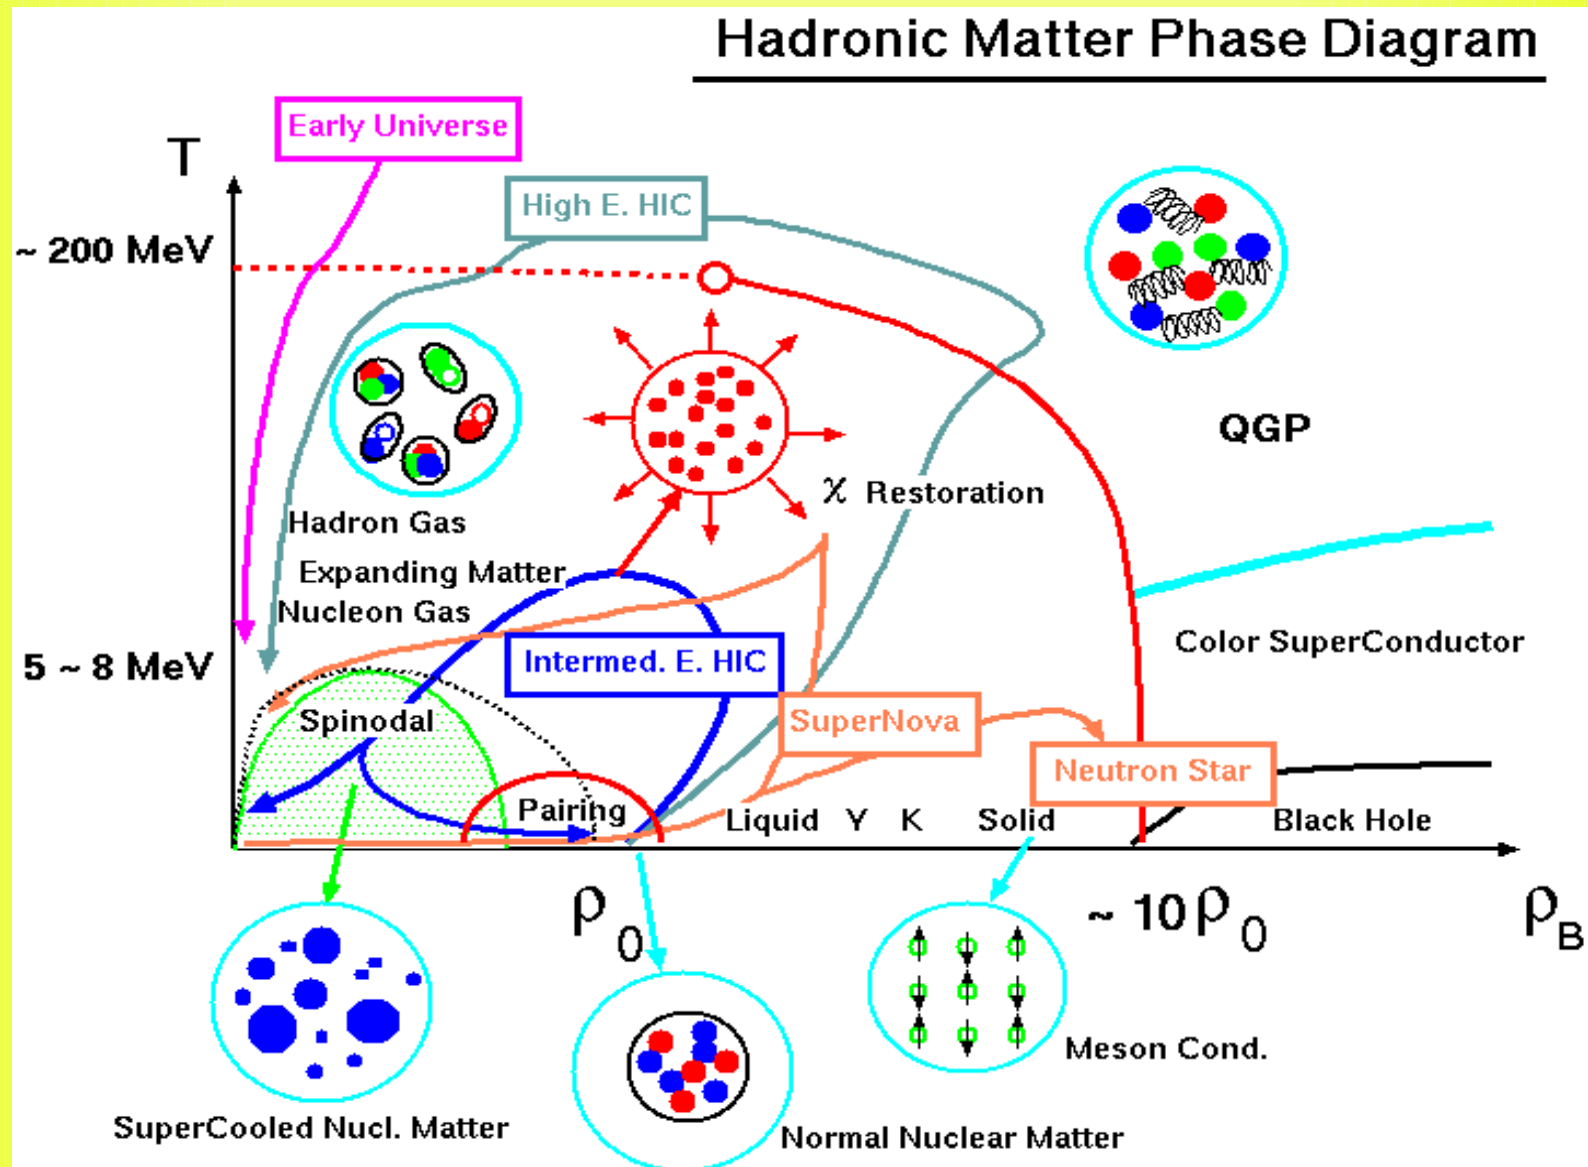 Hadronic Matter Phase Diagram
Early Universe
T
High E. HIC
~ 200 MeV
QGP
χ Restoration
Hadron Gas
Expanding Matter
Nucleon Gas
Color SuperConductor
5 ~ 8 MeV
Intermed. E. HIC
Spinodal
SuperNova
Neutron Star
Pairing
Liquid Y K Solid
Black Hole
ρ0
~ 10 ρ0
ρB
Meson Cond.
SuperCooled Nucl. Matter
Normal Nuclear Matter